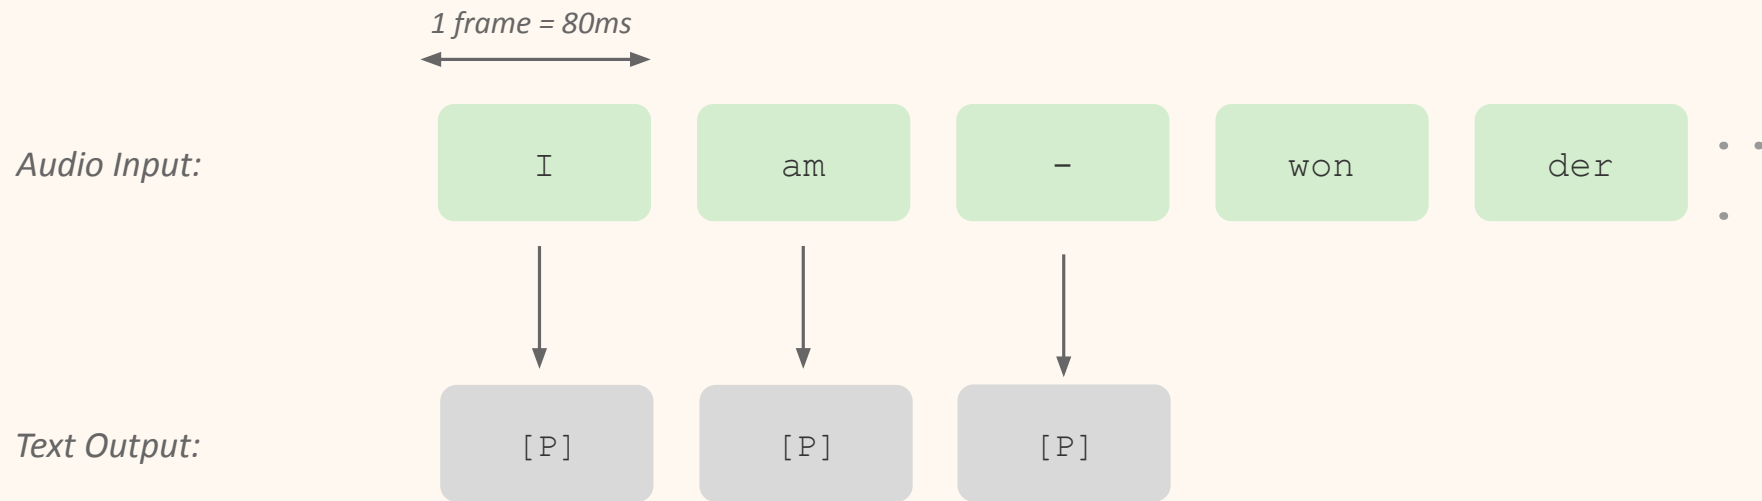 1 frame = 80ms
Audio Input: I am - won der ...
Text Output: [P] [P] [P]